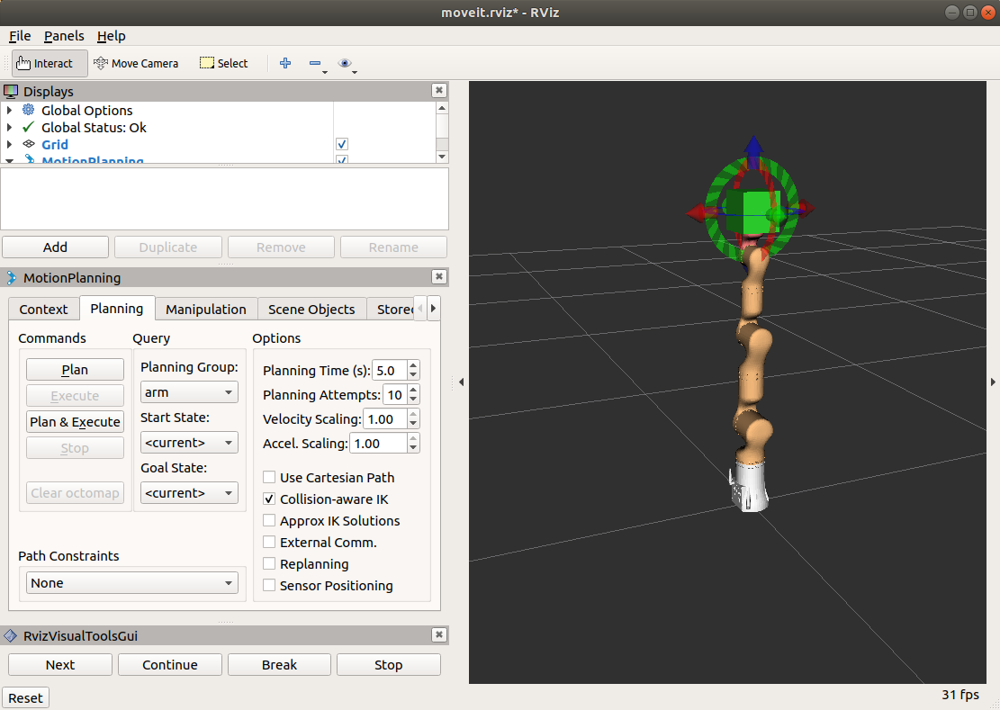 moveit.rviz* - RViz
File Panels Help
Interact Move Camera Select
Displays
Global Options
Global Status: Ok
Grid
MotionPlanning
Add Duplicate Remove Rename
MotionPlanning
Context Planning Manipulation Scene Objects Store
Commands Query Options
Plan
Execute
Plan & Execute
Stop
Clear octomap
Planning Group:
arm
Start State:
<current>
Goal State:
<current>
Planning Time (s): 5.0
Planning Attempts: 10
Velocity Scaling: 1.00
Accel. Scaling: 1.00
Use Cartesian Path
Collision-aware IK
Approx IK Solutions
External Comm.
Replanning
Sensor Positioning
Path Constraints
None
RvizVisualToolsGui
Next Continue Break Stop
Reset
31 fps